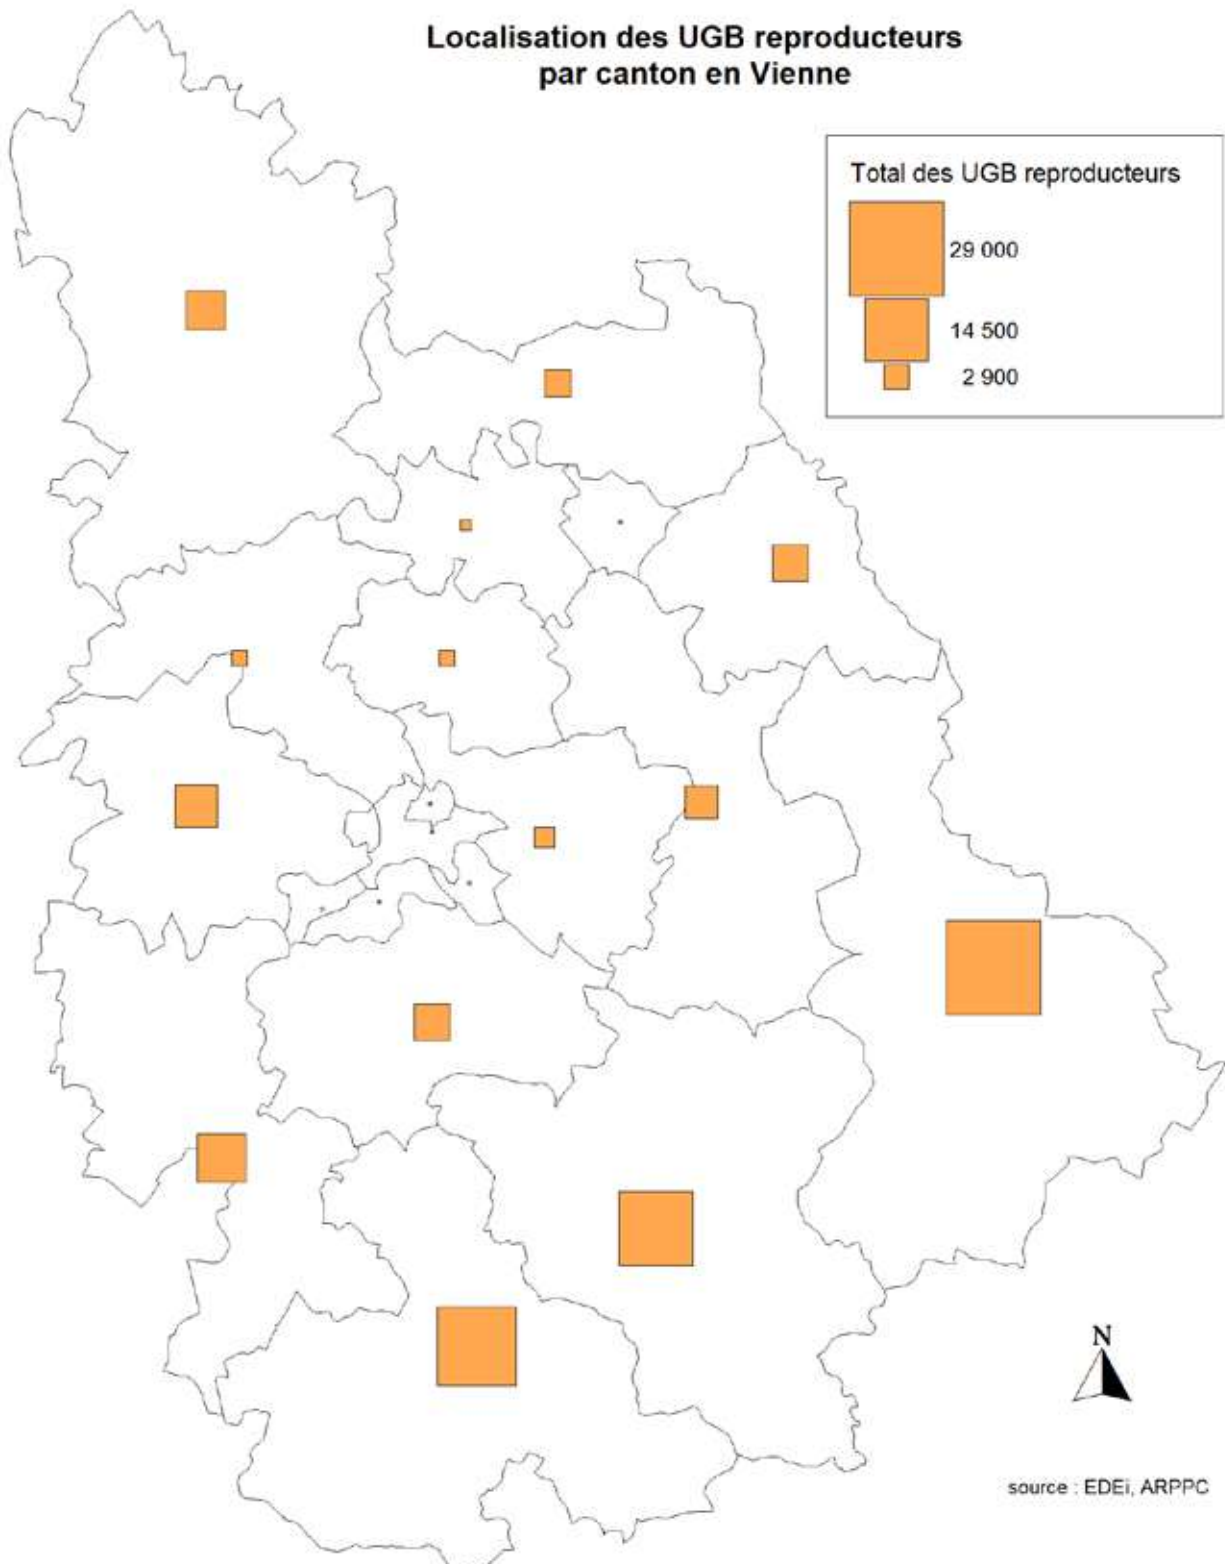 Localisation des UGB reproducteurs
par canton en Vienne
Total des UGB reproducteurs
29 000
14 500
2 900
N
source : EDEi, ARPPC